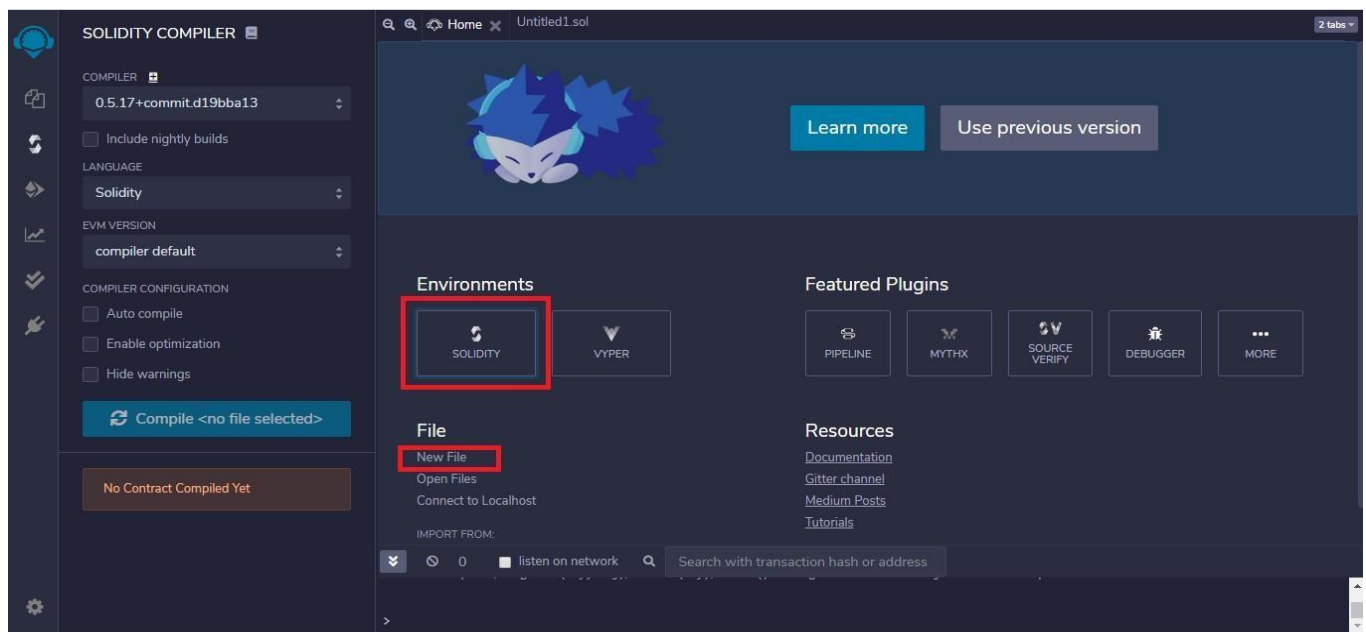 SOLIDITY COMPILER
COMPILER
0.5.17+commit.d19bba13
Include nightly builds
LANGUAGE
Solidity
EVM VERSION
compiler default
COMPILER CONFIGURATION
Auto compile
Enable optimization
Hide warnings
Compile <no file selected>
No Contract Compiled Yet
Home
Untitled1.sol
2 tabs
Learn more
Use previous version
Environments
SOLIDITY
VYPER
Featured Plugins
PIPELINE
MYTHX
SOURCE
VERIFY
DEBUGGER
MORE
File
New File
Open Files
Connect to Localhost
IMPORT FROM:
Resources
Documentation
Gitter channel
Medium Posts
Tutorials
0
listen on network
Search with transaction hash or address
>